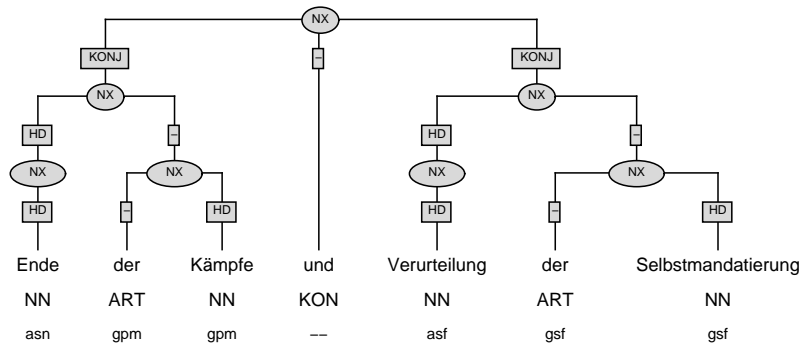 NX
KONJ – KONJ
NX NX
HD – HD –
NX NX NX NX
HD – HD HD – HD
Ende der Kämpfe und Verurteilung der Selbstmandatierung
NN ART NN KON NN ART NN
asn gpm gpm −− asf gsf gsf